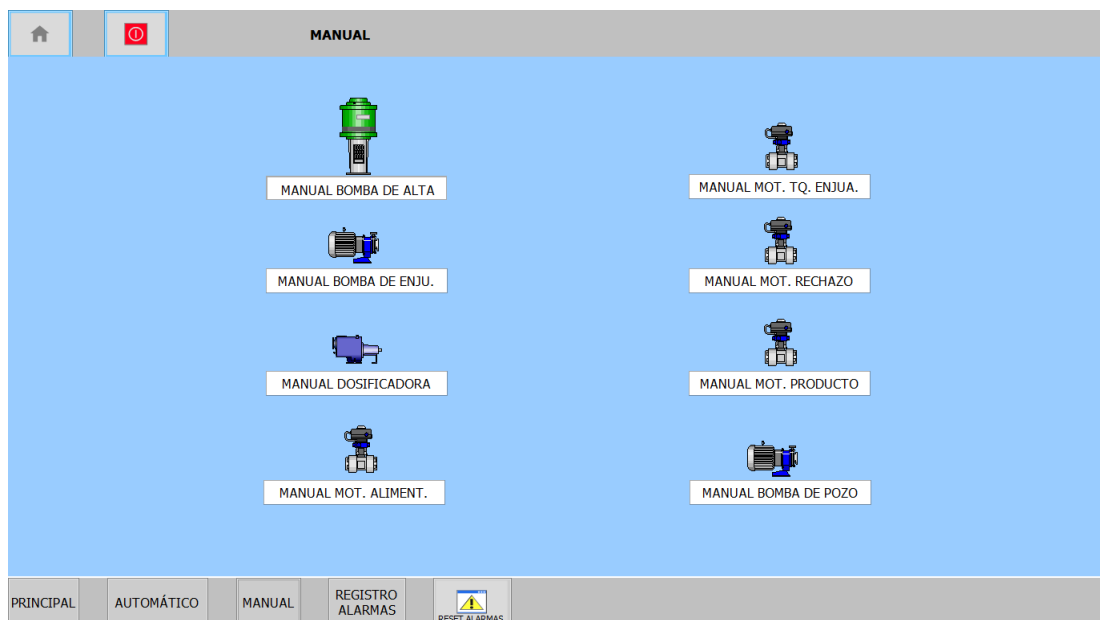 MANUAL
MANUAL BOMBA DE ALTA
MANUAL MOT. TQ. ENJUA.
MANUAL BOMBA DE ENJU.
MANUAL MOT. RECHAZO
MANUAL DOSIFICADORA
MANUAL MOT. PRODUCTO
MANUAL MOT. ALIMENT.
MANUAL BOMBA DE POZO
PRINCIPAL
AUTOMÁTICO
MANUAL
REGISTRO
ALARMAS
RESET ALARMAS